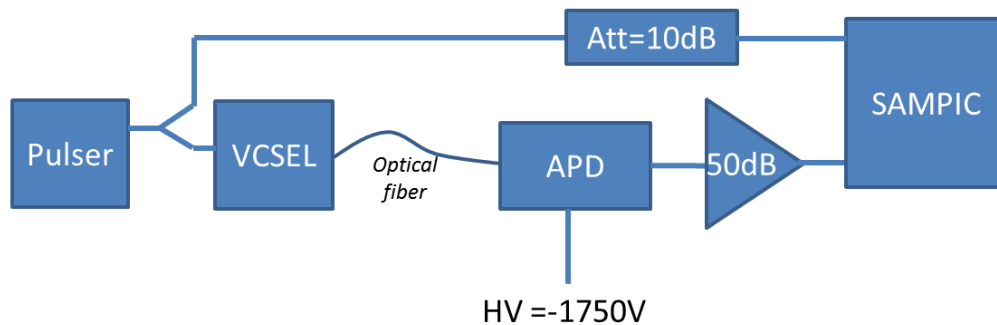 Att=10dB
SAMPIC
Pulser
VCSEL
Optical
fiber
APD
50dB
HV =-1750V